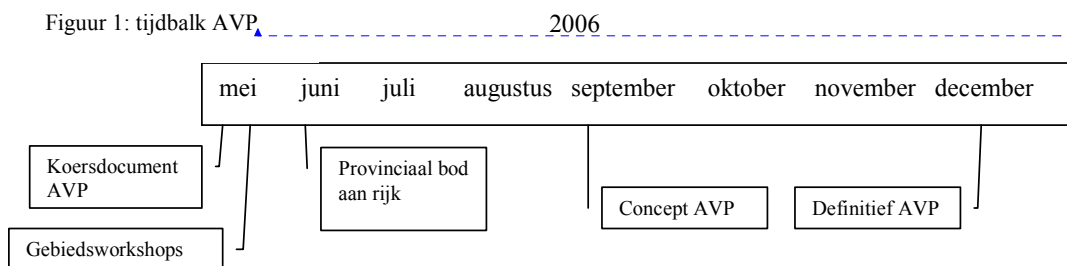 Figuur 1: tijdbalk AVP
2006
mei juni juli augustus september oktober november december
Koersdocument
AVP
Provinciaal bod
aan rijk
Concept AVP
Definitief AVP
Gebiedsworkshops